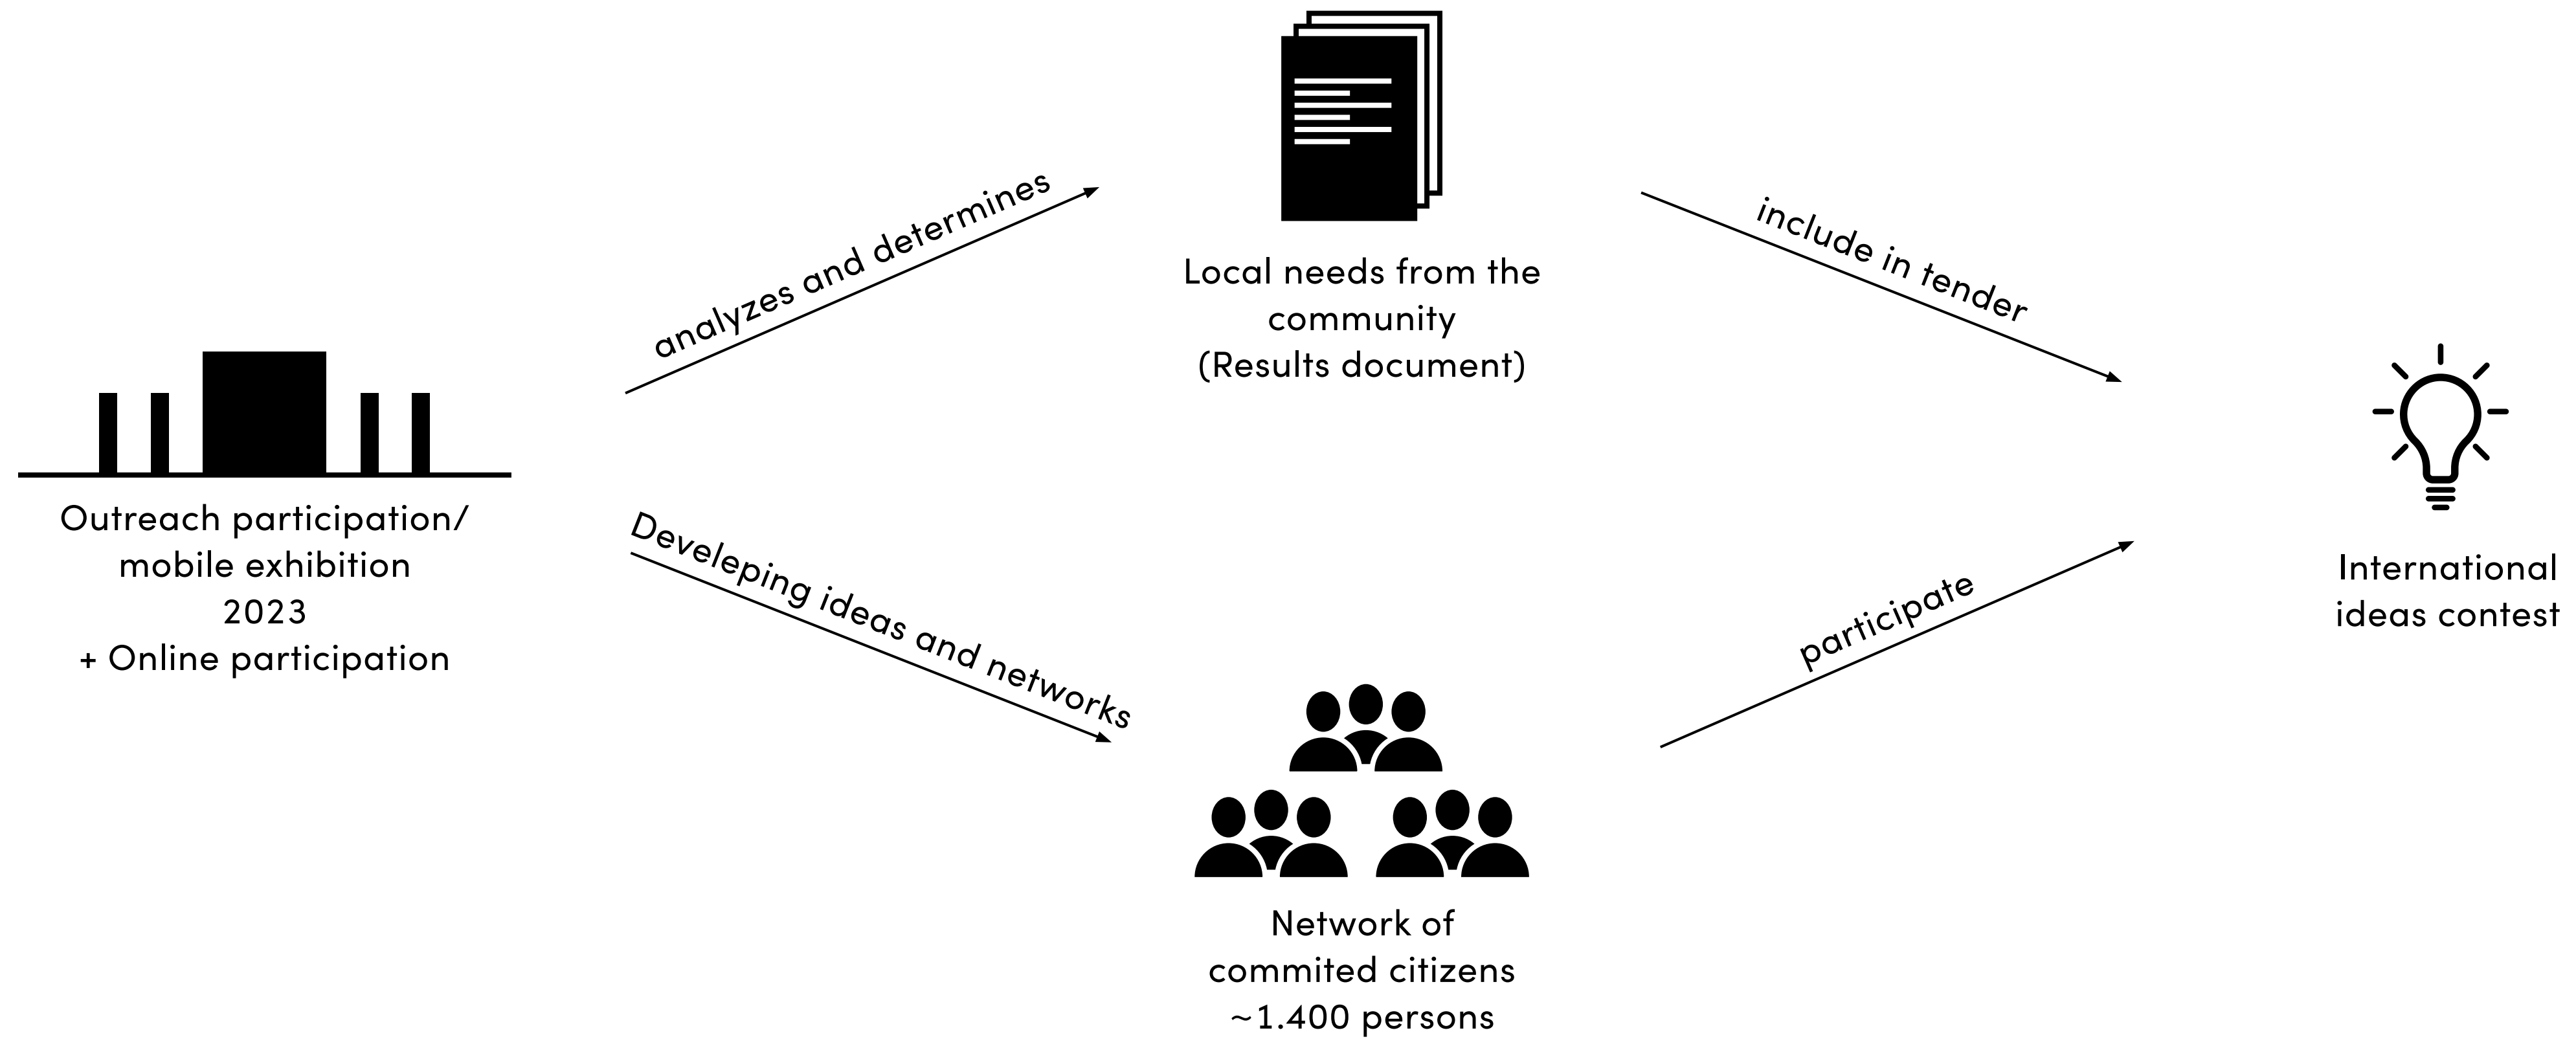 Outreach participation/
mobile exhibition
2023
+ Online participation
analyzes and determines
Develeping ideas and networks
Local needs from the
community
(Results document)
Network of
commited citizens
~1.400 persons
include in tender
participate
International
ideas contest